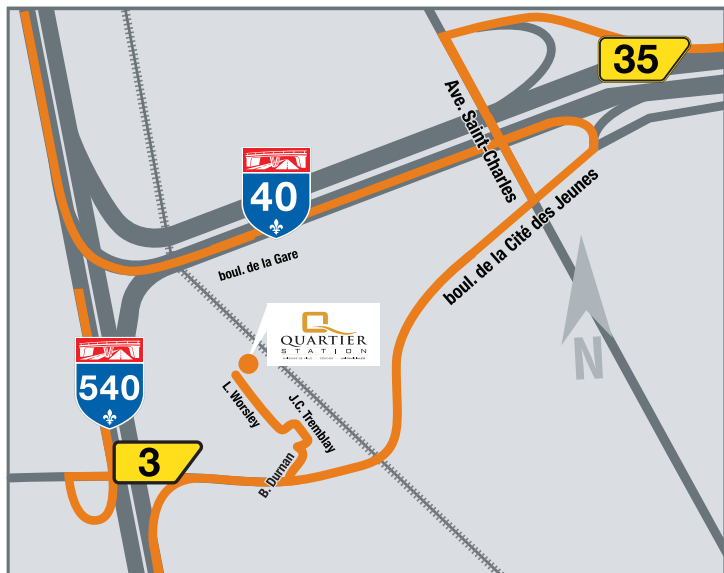 35
Ave. Saint-Charles
40
boul. de la Cité des Jeunes
boul. de la Gare
N
QUARTIER
STATION
540
L. Worsley
J.C. Tremblay
3
B. Durnan